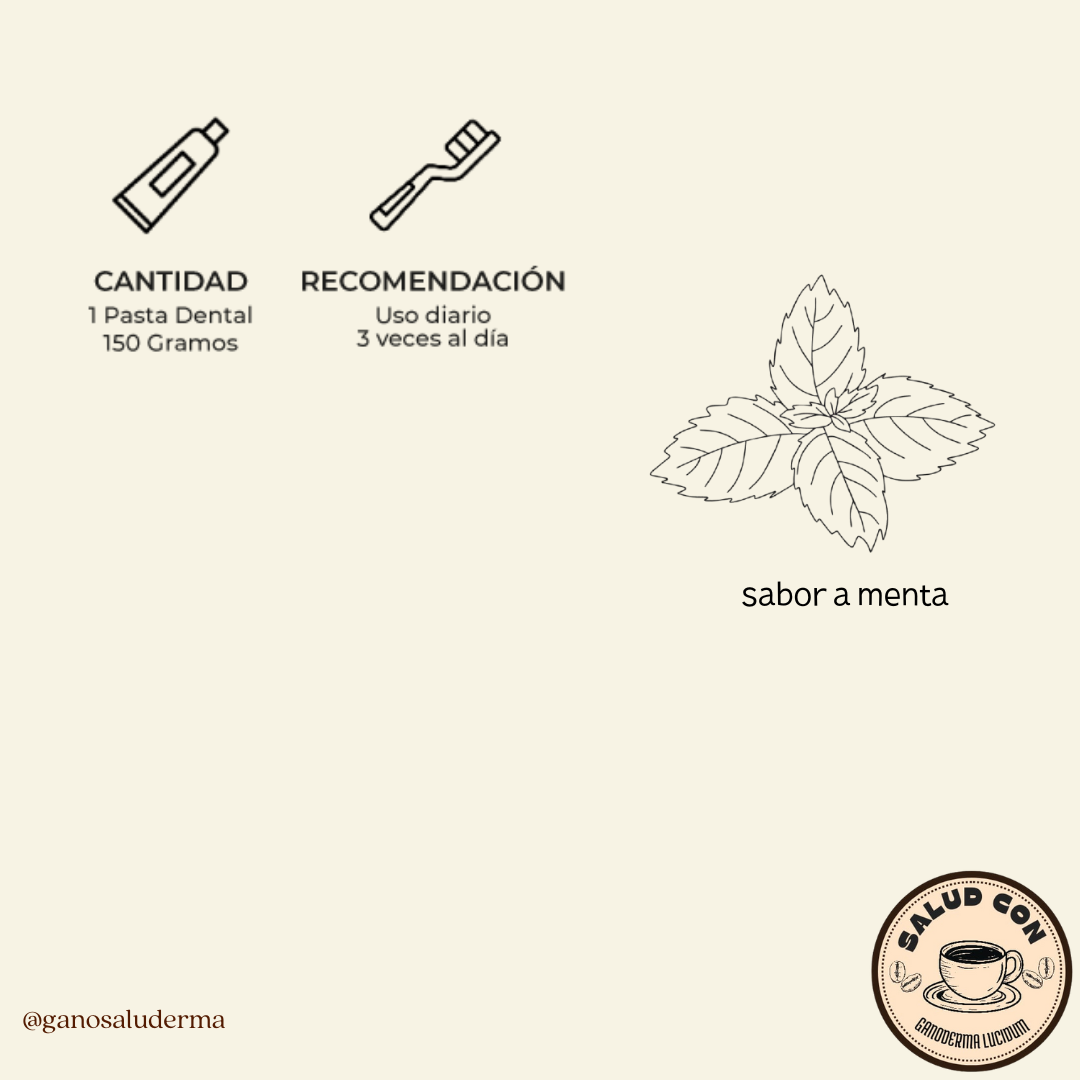 CANTIDAD
1 Pasta Dental
150 Gramos
RECOMENDACIÓN
Uso diario
3 veces al día
sabor a menta
SALUD CON
GANODERMA LUCIDUM
@ganosaluderma